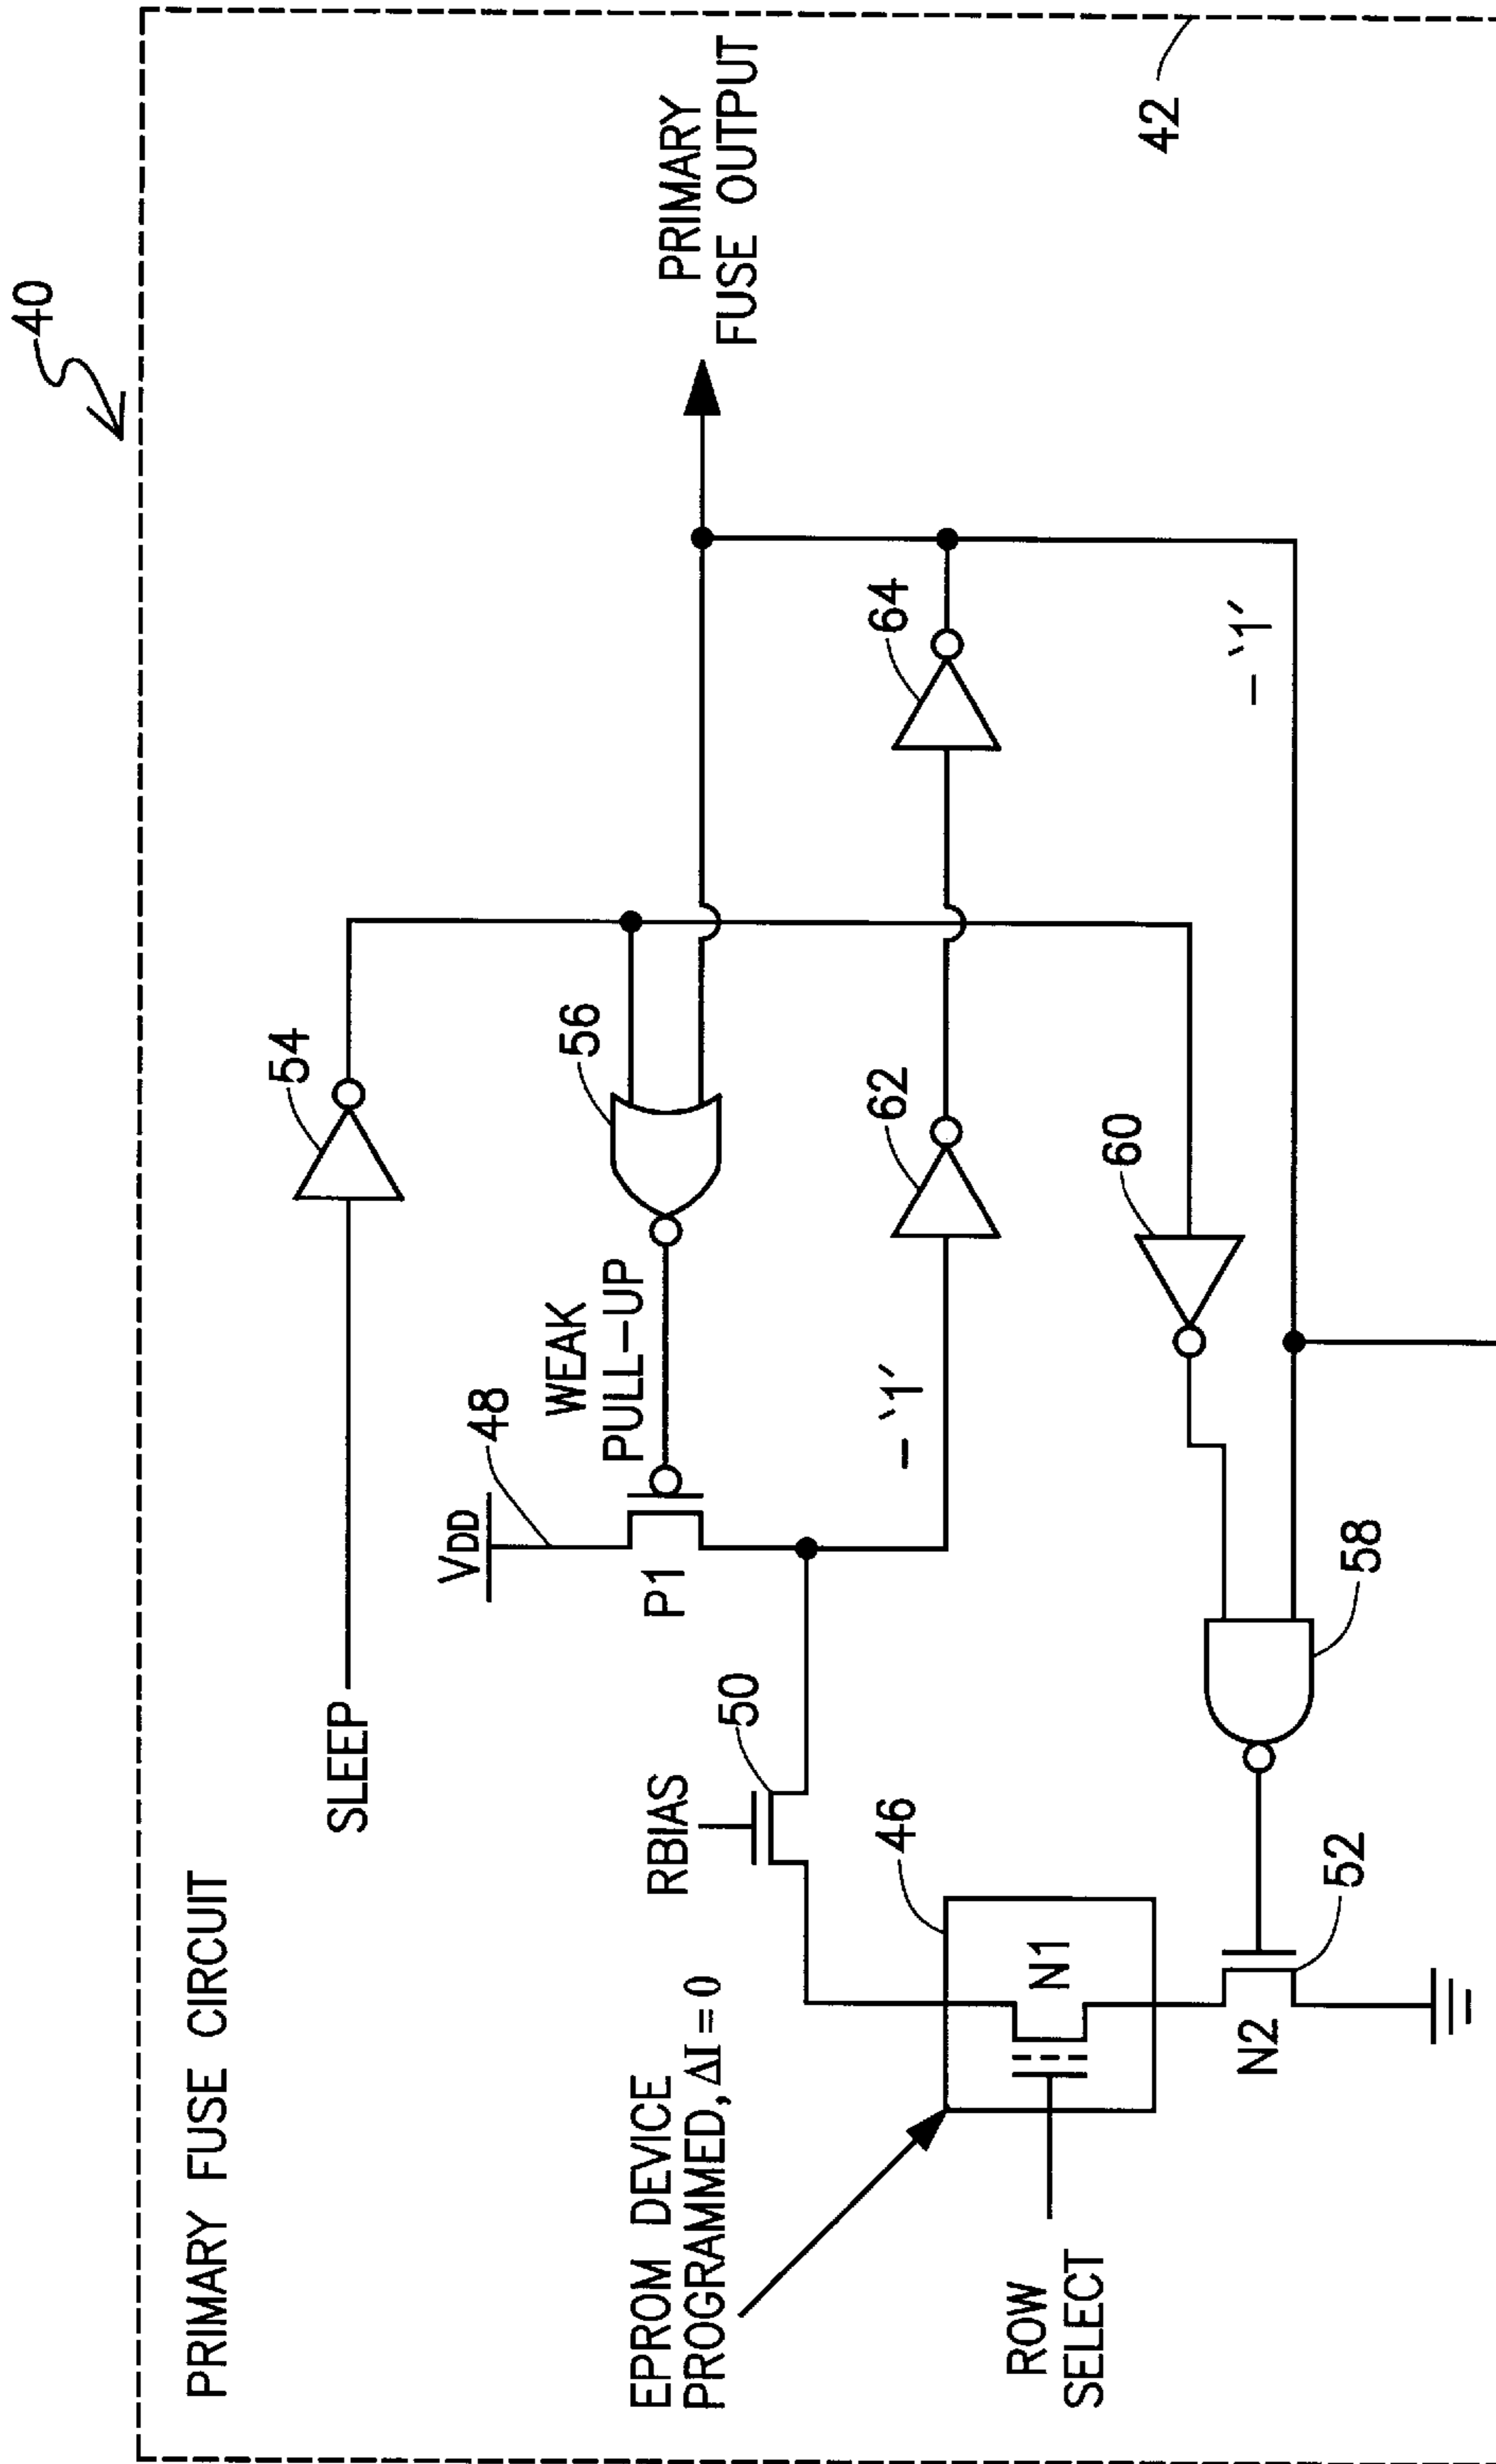 40
PRIMARY FUSE CIRCUIT
SLEEP
54
VDD
48
WEAK
PULL-UP
56
PRIMARY
FUSE OUTPUT
P1
RBIAS
50
EPROM DEVICE
PROGRAMMED, ΔI = 0
46
- '1'
62
64
N1
ROW
SELECT
60
42
N2
52
58
- '1'